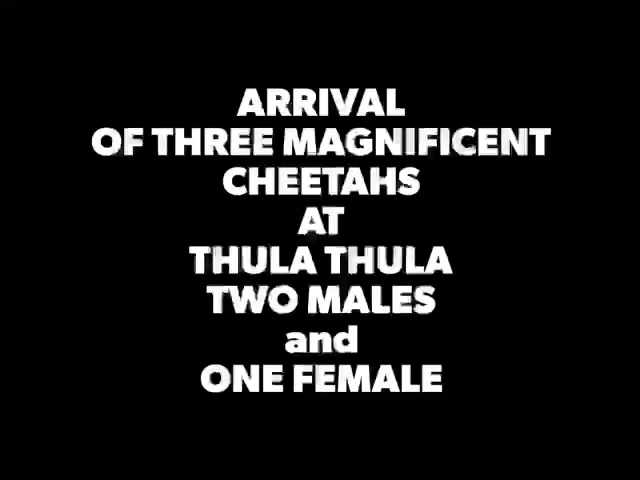 ARRIVAL
OF THREE MAGNIFICENT
CHEETAHS
AT
THULA THULA
TWO MALES
and
ONE FEMALE